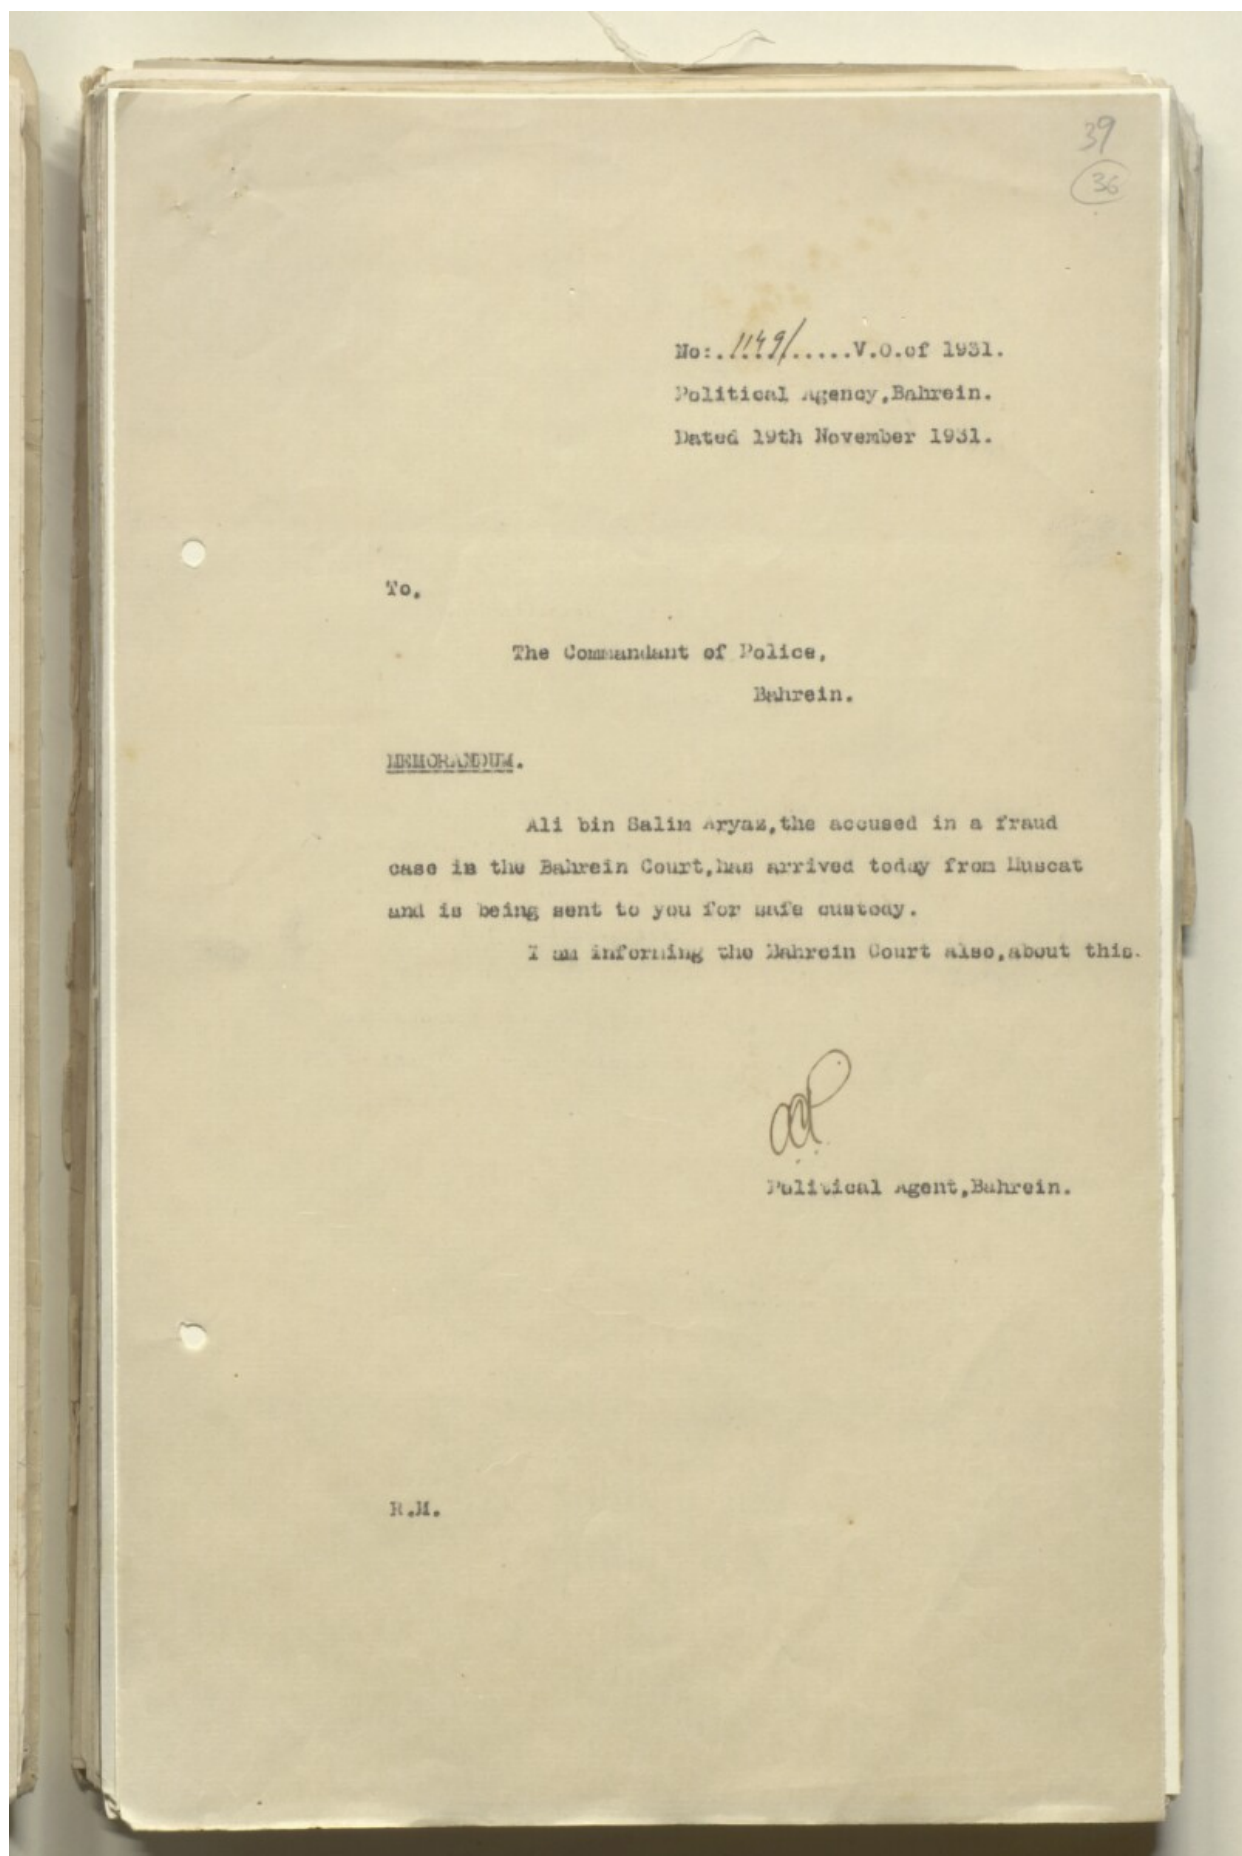 39
36
No:.1149/.....V.O.of 1931.
Political Agency,Bahrein.
Dated 19th November 1931.
To,
The Commandant of Police,
Bahrein.
MEMORANDUM.
Ali bin Salim Aryaz,the accused in a fraud
case in the Bahrein Court,has arrived today from Muscat
and is being sent to you for safe custody.
I am informing the Bahrein Court also,about this.
Political Agent,Bahrein.
R.M.